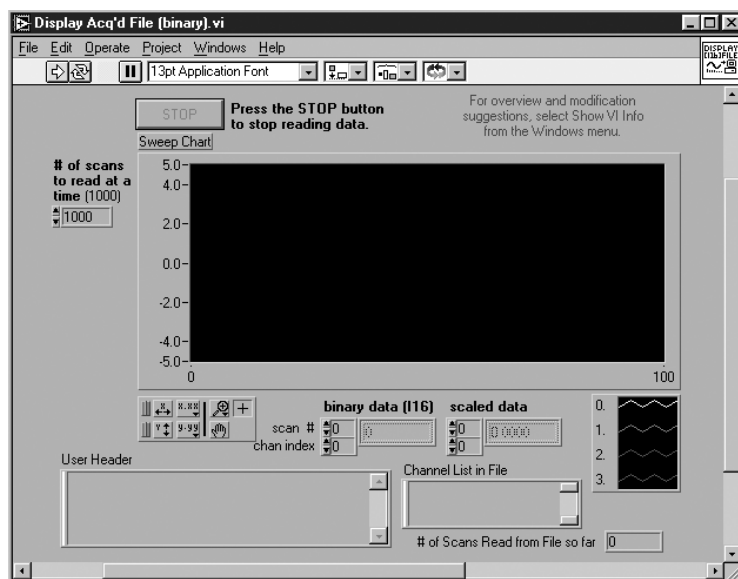 Display Acq'd File (binary).vi
File Edit Operate Project Windows Help
DISPLAY
13pt Application Font
STOP
Press the STOP button
to stop reading data.
For overview and modification
suggestions, select Show VI Info
from the Windows menu.
Sweep Chart
# of scans
to read at a
time (1000)
1000
5.0
4.0
2.0
0.0
-2.0
-4.0
-5.0
0
100
binary data (I16)
scaled data
scan #
0
0
0
0.0000
chan index
0
0
0.
1.
2.
3.
User Header
Channel List in File
# of Scans Read from File so far
0